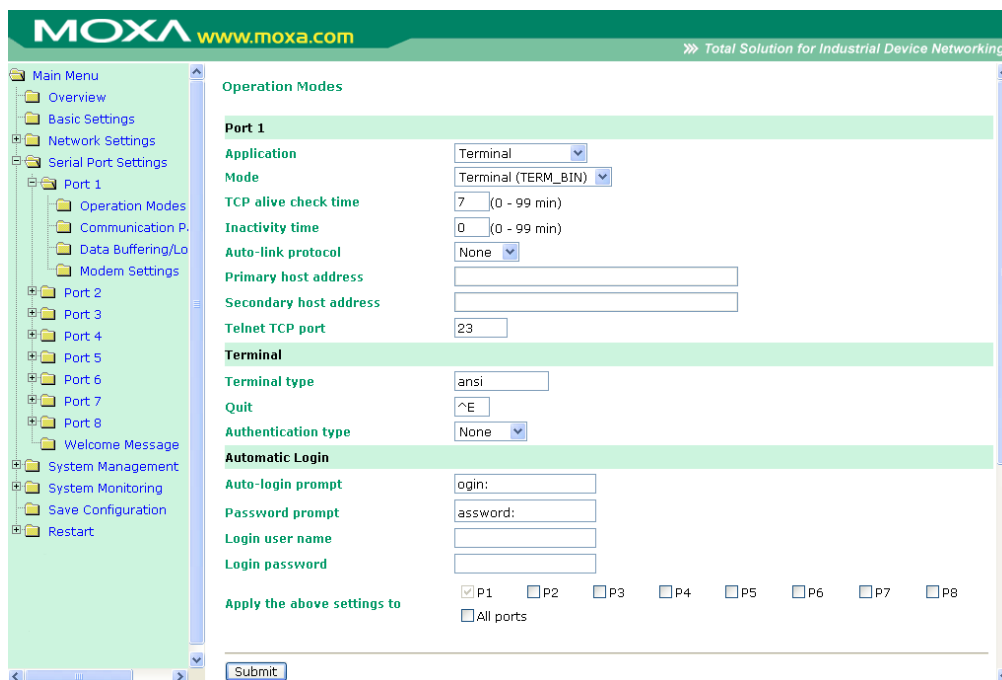 MOXA www.moxa.com
Total Solution for Industrial Device Networking
Main Menu
Overview
Basic Settings
Network Settings
Serial Port Settings
Port 1
Operation Modes
Communication P
Data Buffering/Lo
Modem Settings
Port 2
Port 3
Port 4
Port 5
Port 6
Port 7
Port 8
Welcome Message
System Management
System Monitoring
Save Configuration
Restart
Operation Modes
Port 1
Application Terminal
Mode Terminal (TERM_BIN)
TCP alive check time 7 (0 - 99 min)
Inactivity time 0 (0 - 99 min)
Auto-link protocol None
Primary host address
Secondary host address
Telnet TCP port 23
Terminal
Terminal type ansi
Quit ^E
Authentication type None
Automatic Login
Auto-login prompt ogin:
Password prompt assword:
Login user name
Login password
Apply the above settings to P1 P2 P3 P4 P5 P6 P7 P8
All ports
Submit